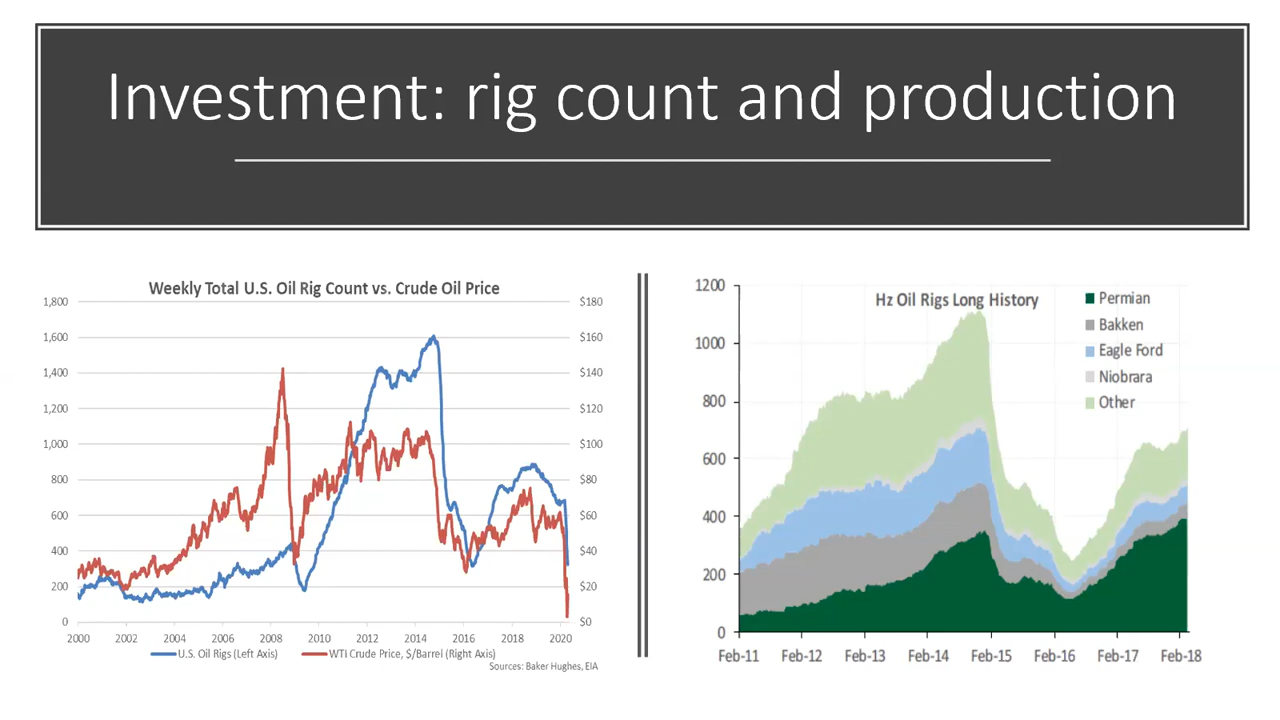 Investment: rig count and production
Weekly Total U.S. Oil Rig Count vs. Crude Oil Price
1,800
1,600
1,400
1,200
1,000
800
600
400
200
0
$180
$160
$140
$120
$100
$80
$60
$40
$20
$0
2000 2002 2004 2006 2008 2010 2012 2014 2016 2018 2020
U.S. Oil Rigs (Left Axis) WTI Crude Price, $/Barrel (Right Axis)
Sources: Baker Hughes, EIA
Hz Oil Rigs Long History
1200
1000
800
600
400
200
0
Permian
Bakken
Eagle Ford
Niobrara
Other
Feb-11 Feb-12 Feb-13 Feb-14 Feb-15 Feb-16 Feb-17 Feb-18